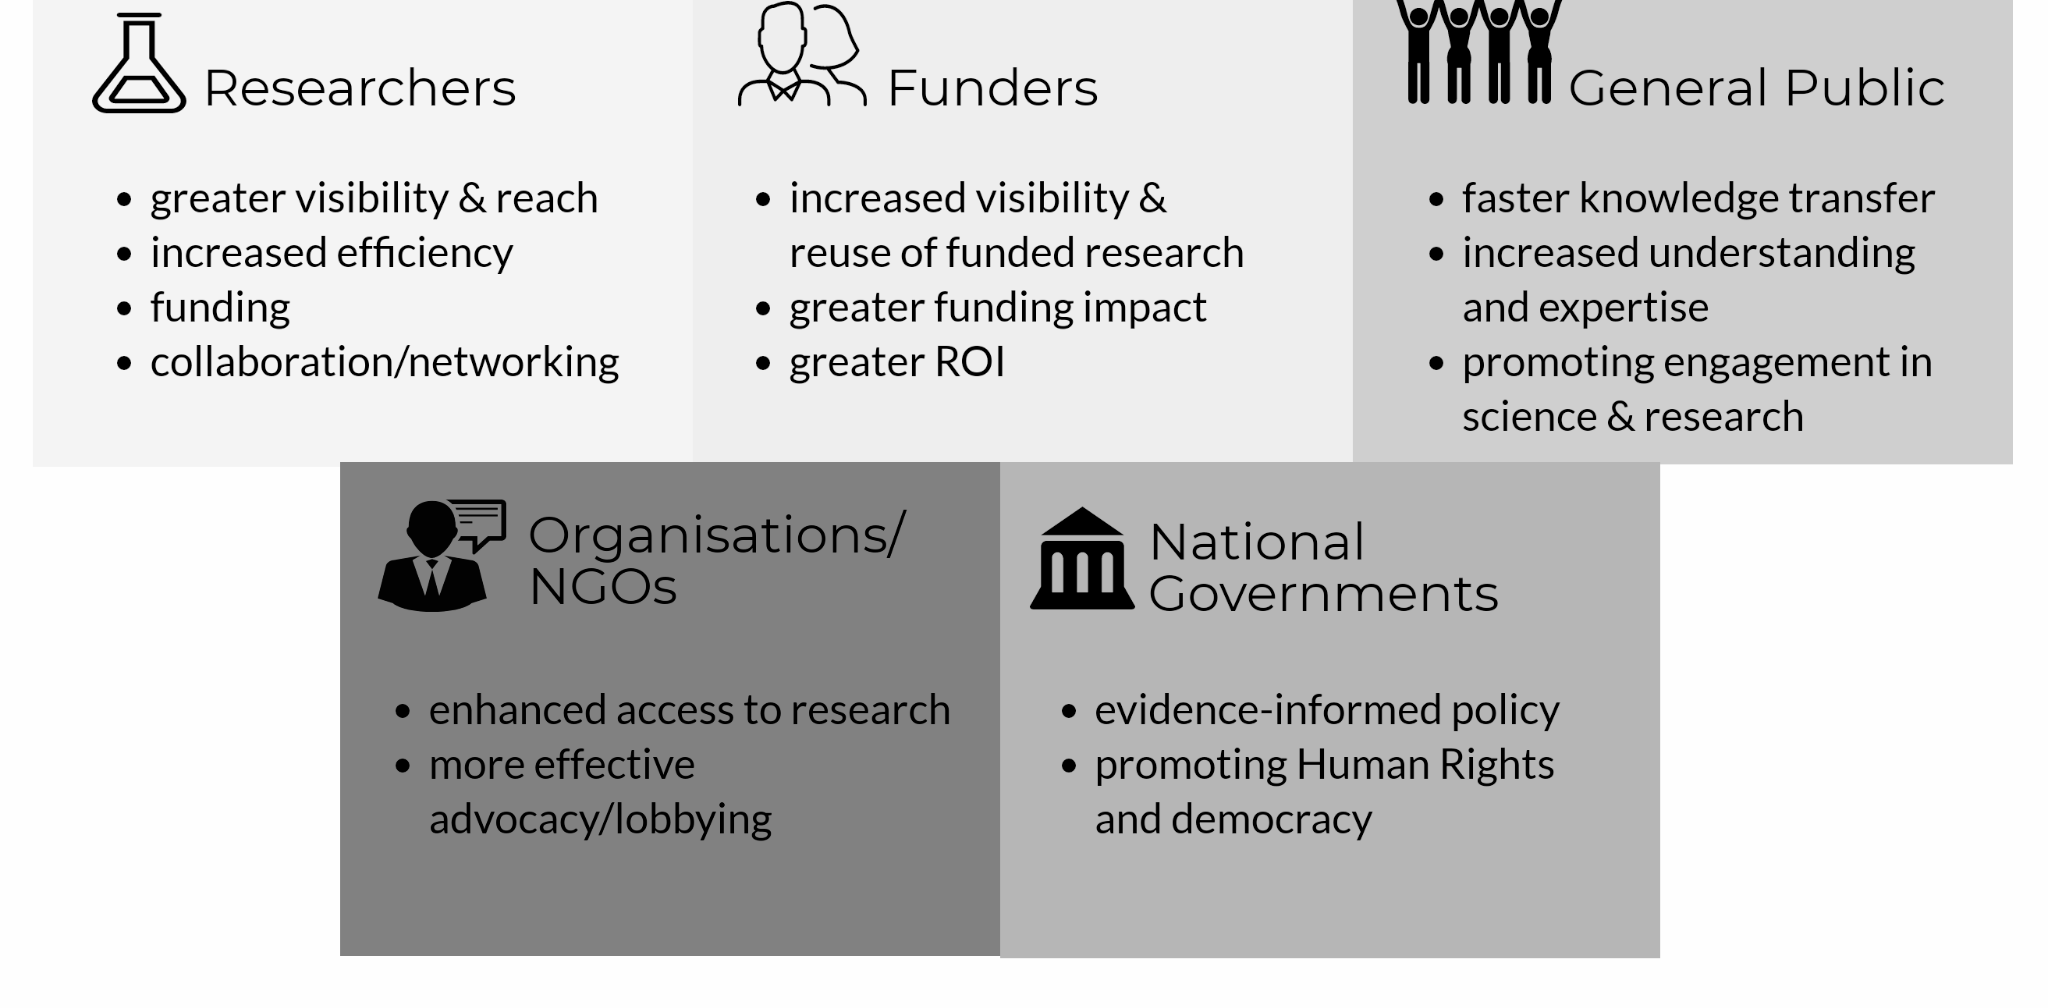 Researchers
• greater visibility & reach
• increased efficiency
• funding
• collaboration/networking
Funders
• increased visibility &
reuse of funded research
• greater funding impact
• greater ROI
General Public
• faster knowledge transfer
• increased understanding
and expertise
• promoting engagement in
science & research
Organisations/
NGOs
• enhanced access to research
• more effective
advocacy/lobbying
National
Governments
• evidence-informed policy
• promoting Human Rights
and democracy